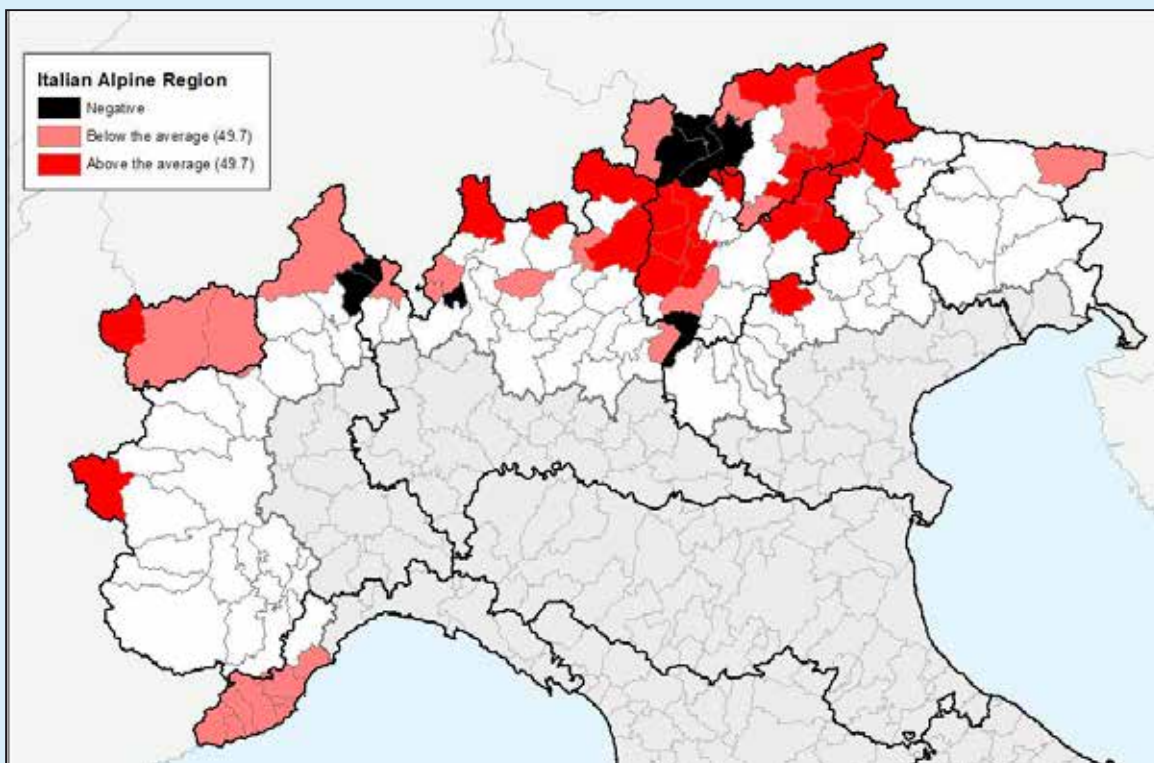 Italian Alpine Region
Negative
Below the average (49.7)
Above the average (49.7)